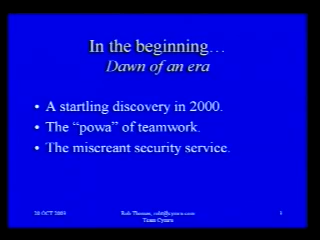 In the beginning…
Dawn of an era
• A startling discovery in 2000.
• The “powa” of teamwork.
• The miscreant security service.
Team Cymru